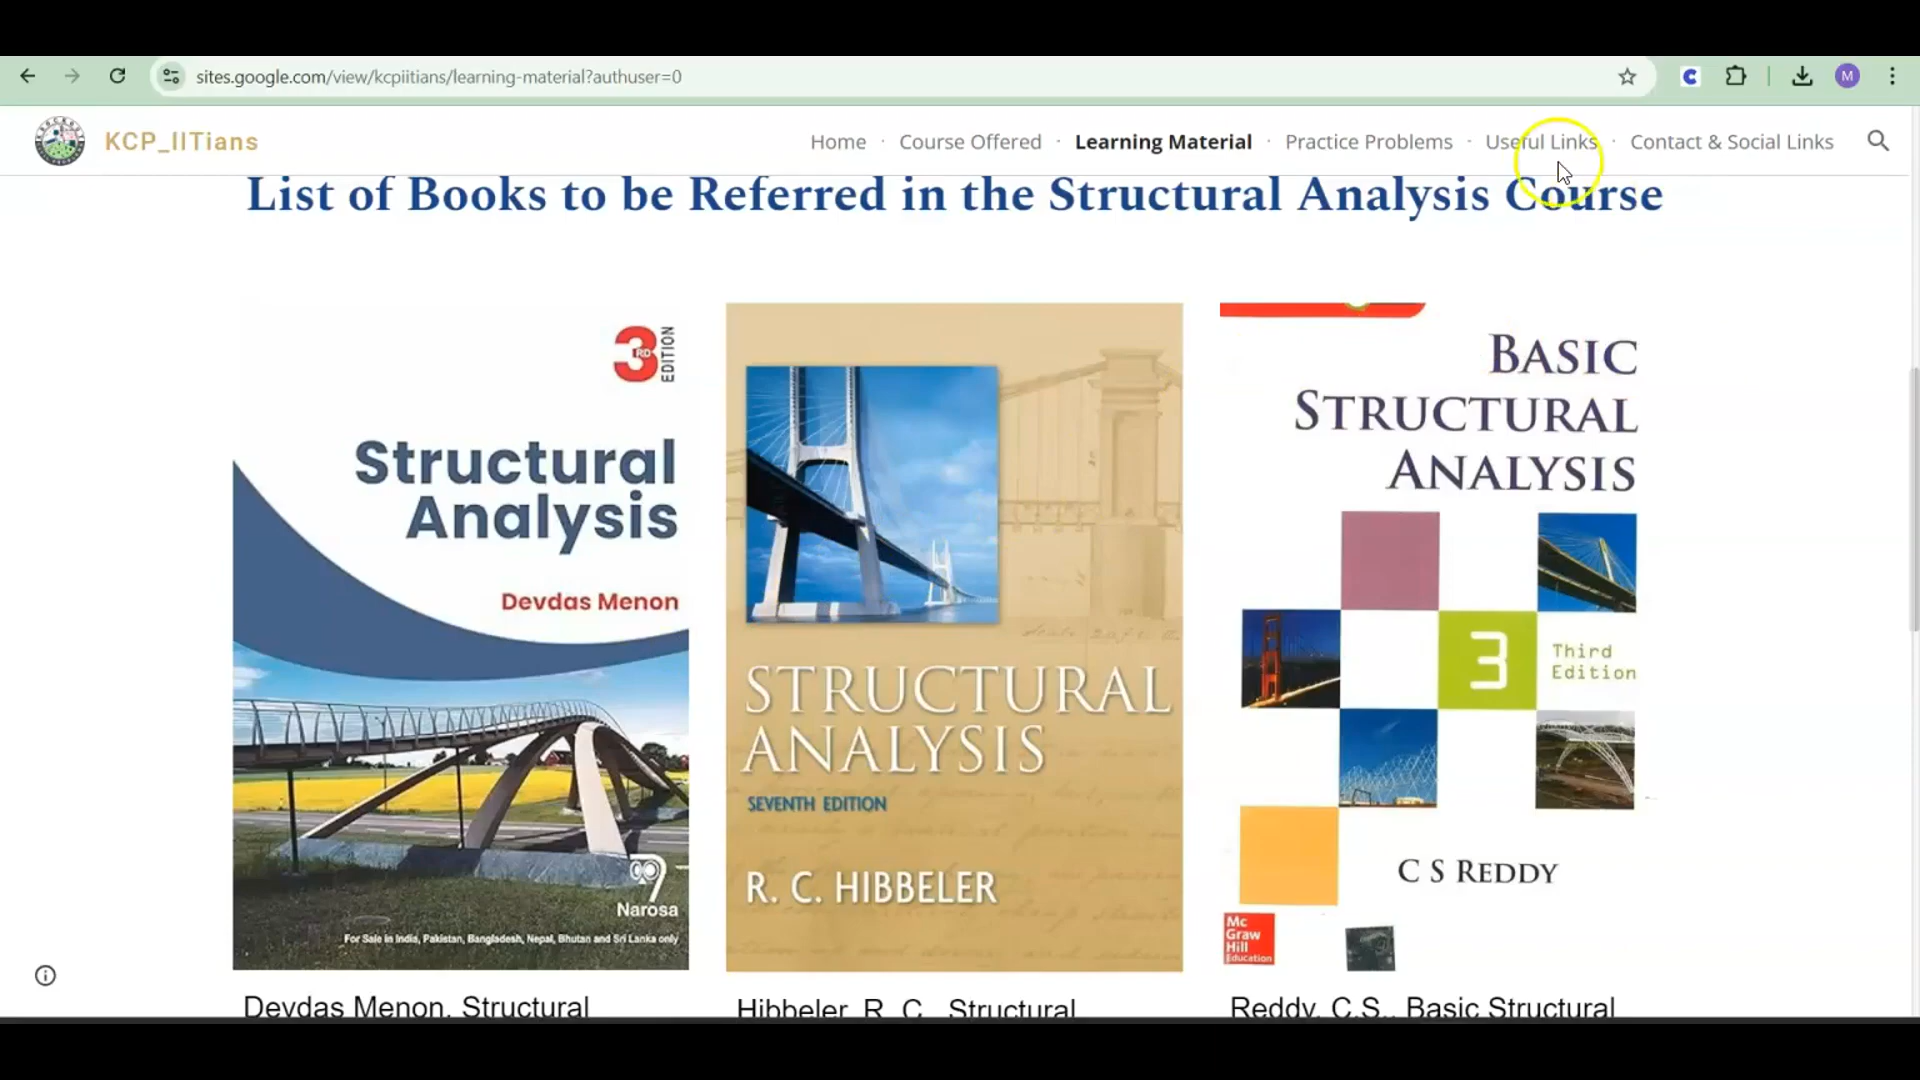 sites.google.com/view/kcpiitians/learning-material?authuser=0
M
KCP_IITians
Home · Course Offered · Learning Material · Practice Problems · Useful Links · Contact & Social Links
List of Books to be Referred in the Structural Analysis Course
3RD EDITION
Structural
Analysis
Devdas Menon
Narosa
For Sale in India, Pakistan, Bangladesh, Nepal, Bhutan and Sri Lanka only
STRUCTURAL
ANALYSIS
SEVENTH EDITION
R. C. HIBBELER
BASIC
STRUCTURAL
ANALYSIS
3
Third
Edition
C S REDDY
Mc
Graw
Hill
Education
Devdas Menon, Structural
Hibbeler, R. C., Structural
Reddy, C.S., Basic Structural